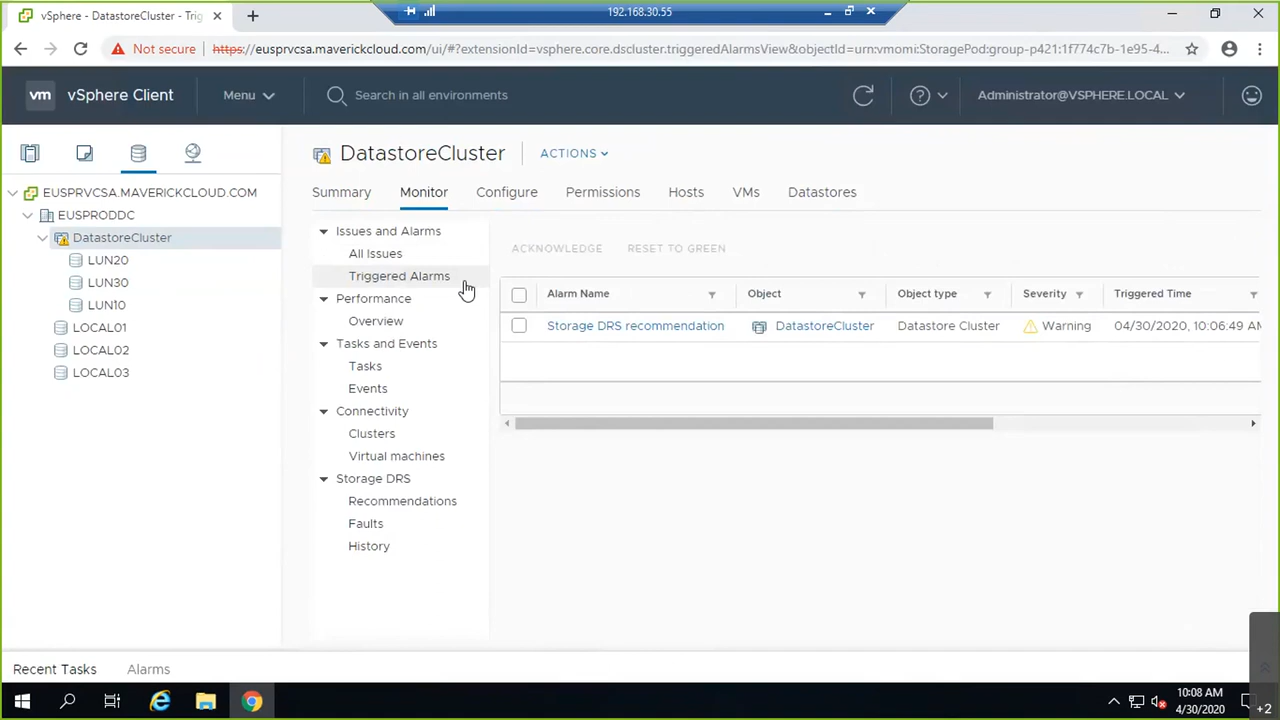 vSphere - DatastoreCluster - Trig
192.168.30.55
Not secure
https://eusprvcsa.maverickcloud.com/ui/#?extensionId=vsphere.core.dscluster.triggeredAlarmsView&objectId=urn:vmomi:StoragePod:group-p421:1f774c7b-1e95-4...
vm vSphere Client Menu Search in all environments Administrator@VSPHERE.LOCAL
DatastoreCluster ACTIONS
Summary Monitor Configure Permissions Hosts VMs Datastores
EUSPRVCSA.MAVERICKCLOUD.COM
EUSPRODDC
DatastoreCluster
LUN20
LUN30
LUN10
LOCAL01
LOCAL02
LOCAL03
Issues and Alarms
All Issues
Triggered Alarms
Performance
Overview
Tasks and Events
Tasks
Events
Connectivity
Clusters
Virtual machines
Storage DRS
Recommendations
Faults
History
ACKNOWLEDGE RESET TO GREEN
Alarm Name Object Object type Severity Triggered Time
Storage DRS recommendation DatastoreCluster Datastore Cluster Warning 04/30/2020, 10:06:49 AM
Recent Tasks Alarms
10:08 AM
4/30/2020
+2